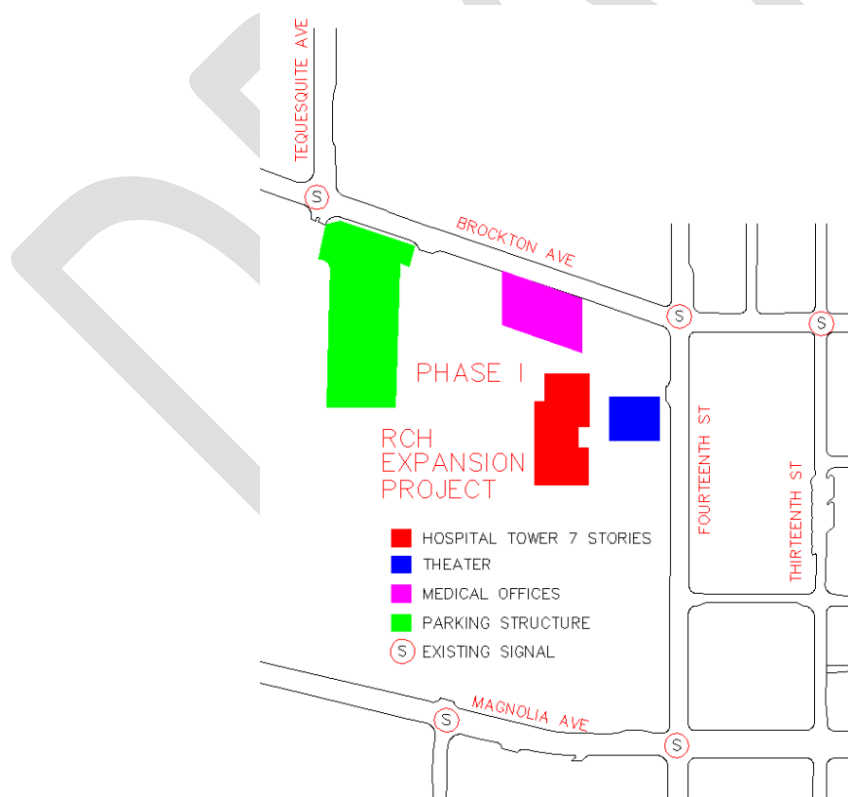 TEQUESQUITE AVE
S
BROCKTON AVE
S
S
PHASE I
RCH
EXPANSION
PROJECT
FOURTEENTH ST
THIRTEENTH ST
HOSPITAL TOWER 7 STORIES
THEATER
MEDICAL OFFICES
PARKING STRUCTURE
S EXISTING SIGNAL
MAGNOLIA AVE
S
S